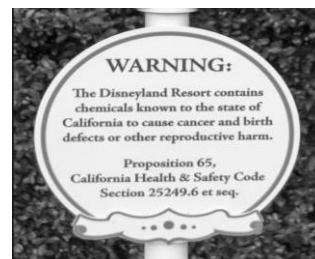 WARNING:
The Disneyland Resort contains
chemicals known to the state of
California to cause cancer and birth
defects or other reproductive harm.
Proposition 65,
California Health & Safety Code
Section 25249.6 et seq.